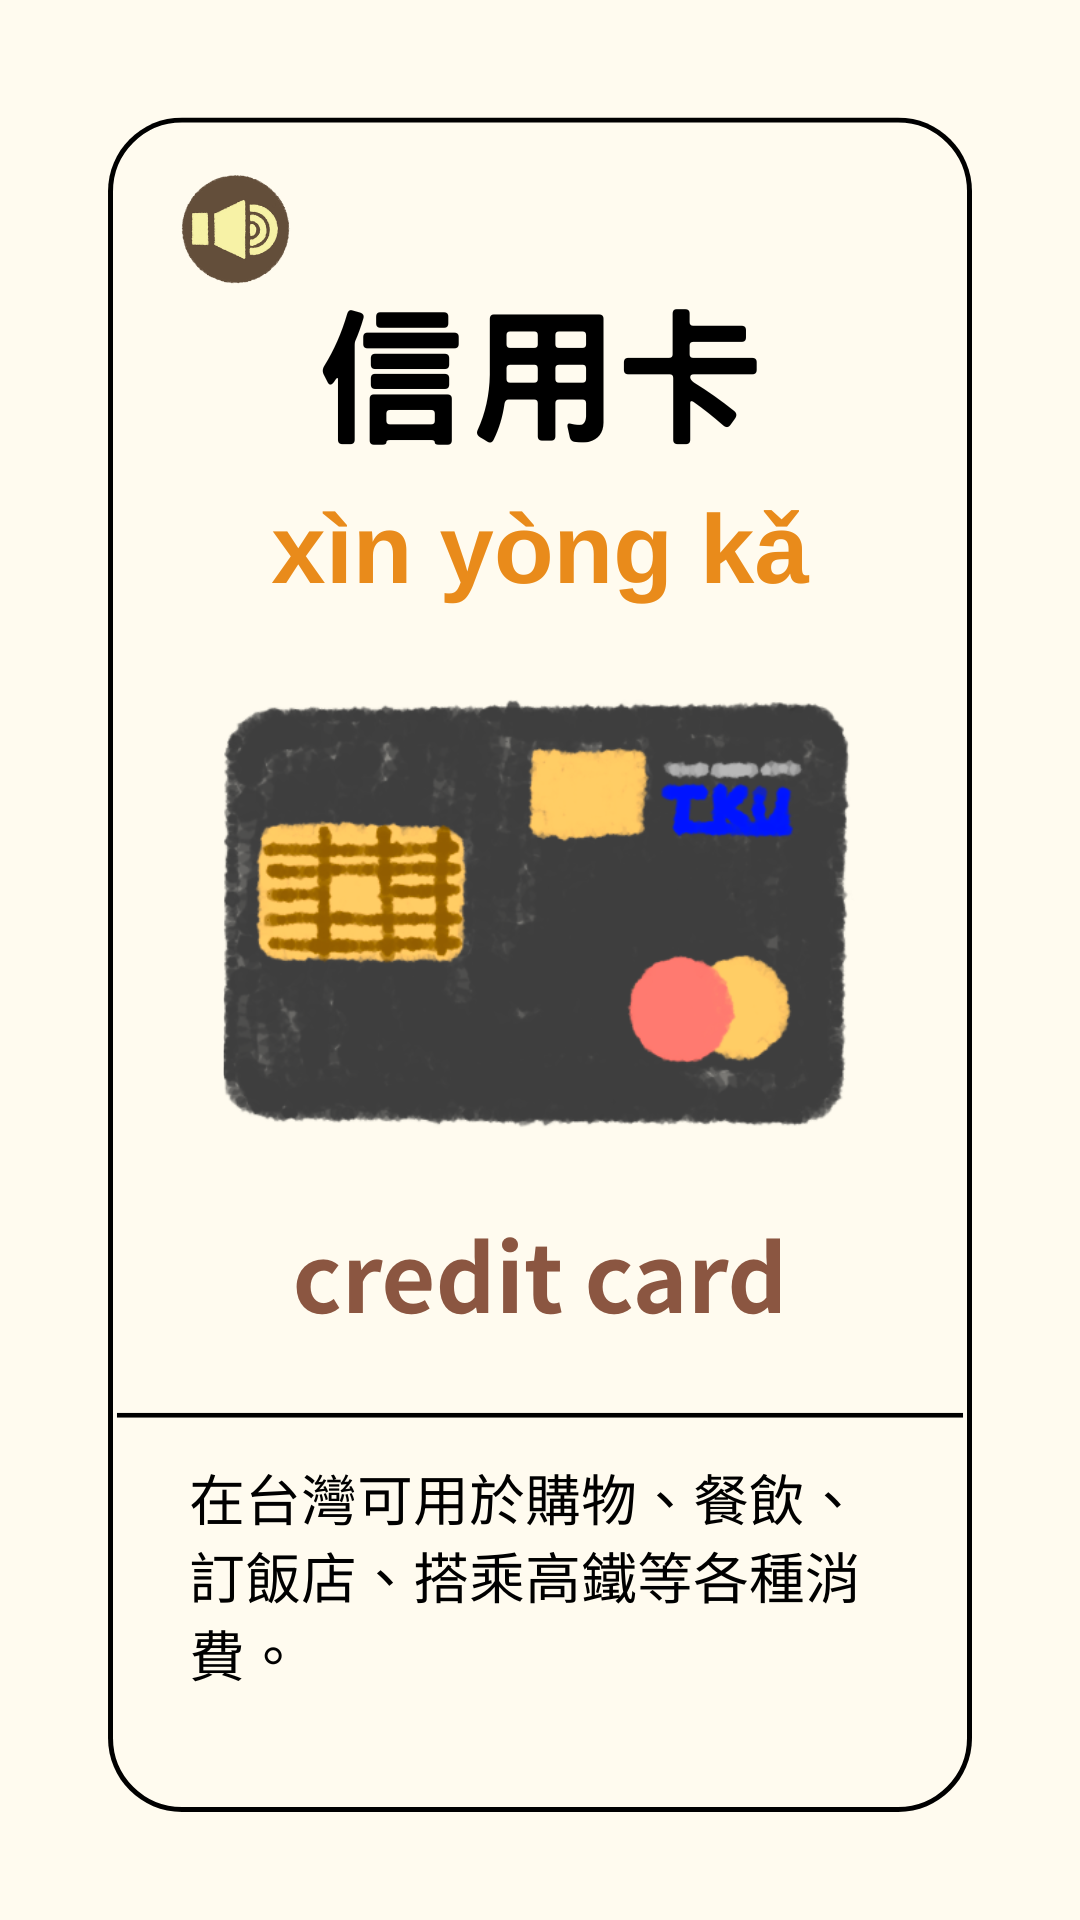 信用卡
xìn yòng kǎ
TKU
credit card
在台灣可用於購物、餐飲、
訂飯店、搭乘高鐵等各種消
費。